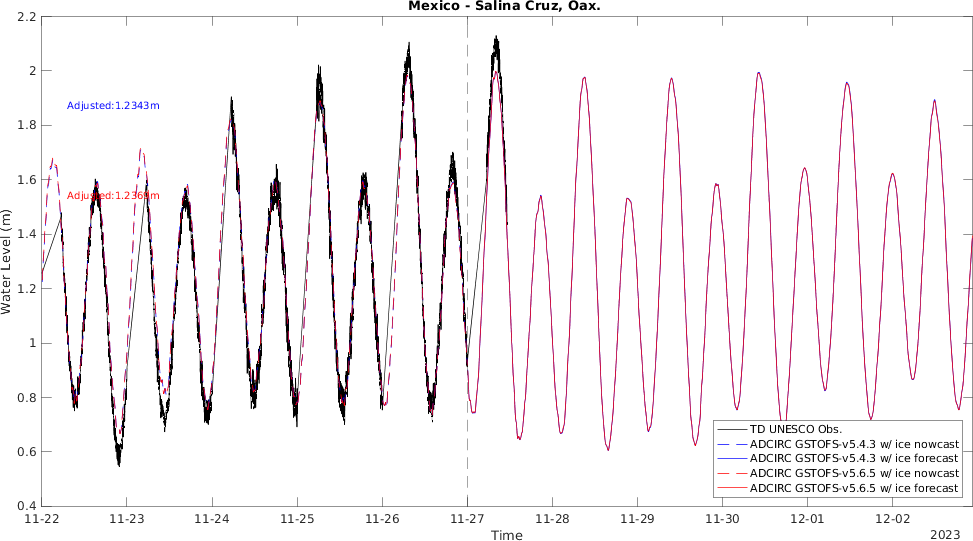 Mexico - Salina Cruz, Oax.
2.2
2
1.8
1.6
1.4
1.2
1
0.8
0.6
0.4
Water Level (m)
Adjusted:1.2343m
Adjusted:1.2369m
TD UNESCO Obs.
ADCIRC GSTOFS-v5.4.3 w/ ice nowcast
ADCIRC GSTOFS-v5.4.3 w/ ice forecast
ADCIRC GSTOFS-v5.6.5 w/ ice nowcast
ADCIRC GSTOFS-v5.6.5 w/ ice forecast
11-22 11-23 11-24 11-25 11-26 11-27 11-28 11-29 11-30 12-01 12-02
Time
2023